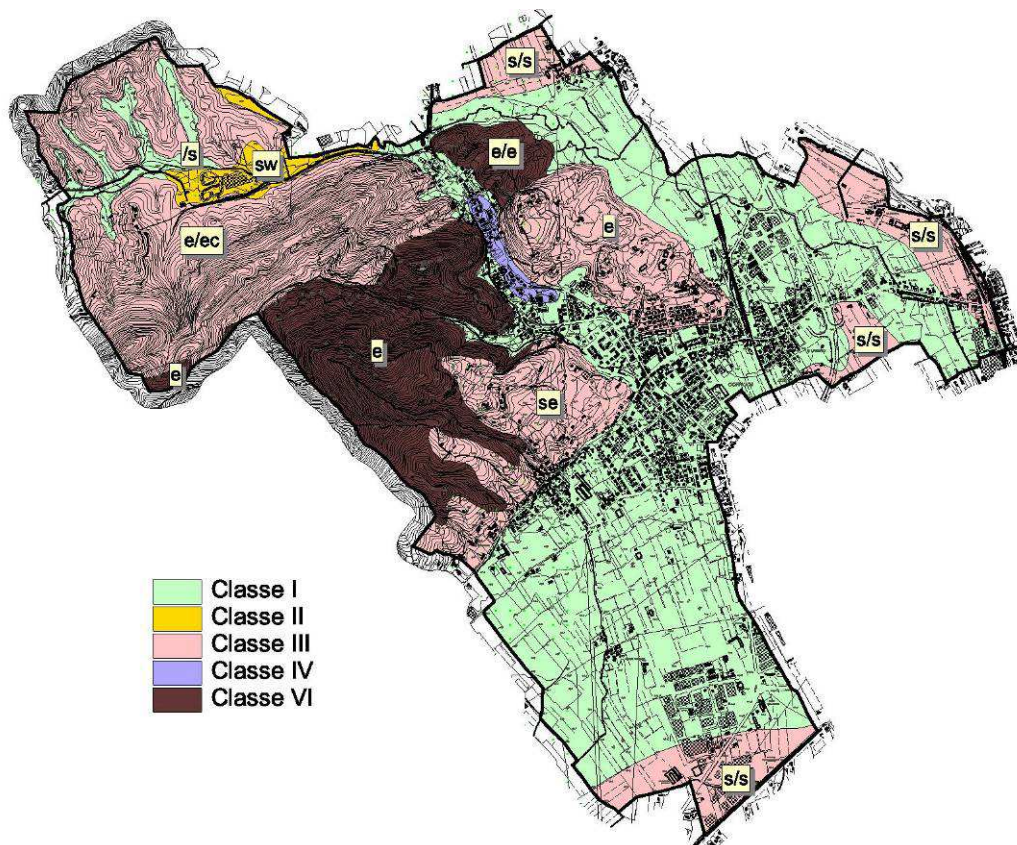 s/s
/s
sw
e/e
e/ec
e
s/s
s/s
e
e
se
Classe I
Classe II
Classe III
Classe IV
Classe VI
s/s